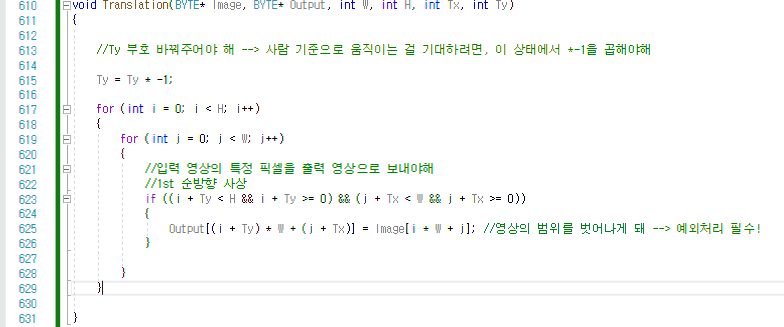 610 void Translation(BYTE* Image, BYTE* Output, int W, int H, int Tx, int Ty)
611 {
612
613 //Ty 부호 바꿔주어야 해 --> 사람 기준으로 움직이는 걸 기대하려면, 이 상태에서 *-1을 곱해야해
614
615 Ty = Ty * -1;
616
617 for (int i = 0; i < H; i++)
618 {
619 for (int j = 0; j < W; j++)
620 {
621 //입력 영상의 특정 픽셀을 출력 영상으로 보내야해
622 //1st 순방향 사상
623 if ((i + Ty < H && i + Ty >= 0) && (j + Tx < W && j + Tx >= 0))
624 {
625 Output[(i + Ty) * W + (j + Tx)] = Image[i * W + j]; //영상의 범위를 벗어나게 돼 --> 예외처리 필수!
626 }
627
628 }
629 }
630
631 }